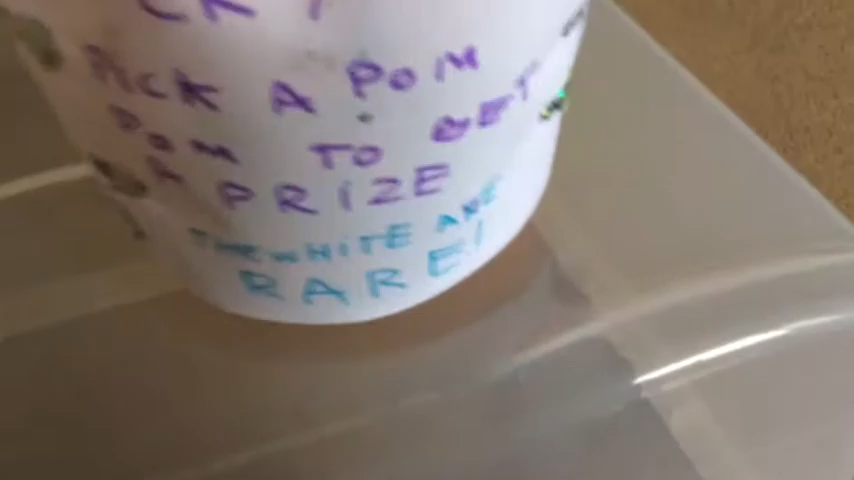 PICK A POM
POM TO GET
A PRIZE
THE WHITE ARE
RARE!